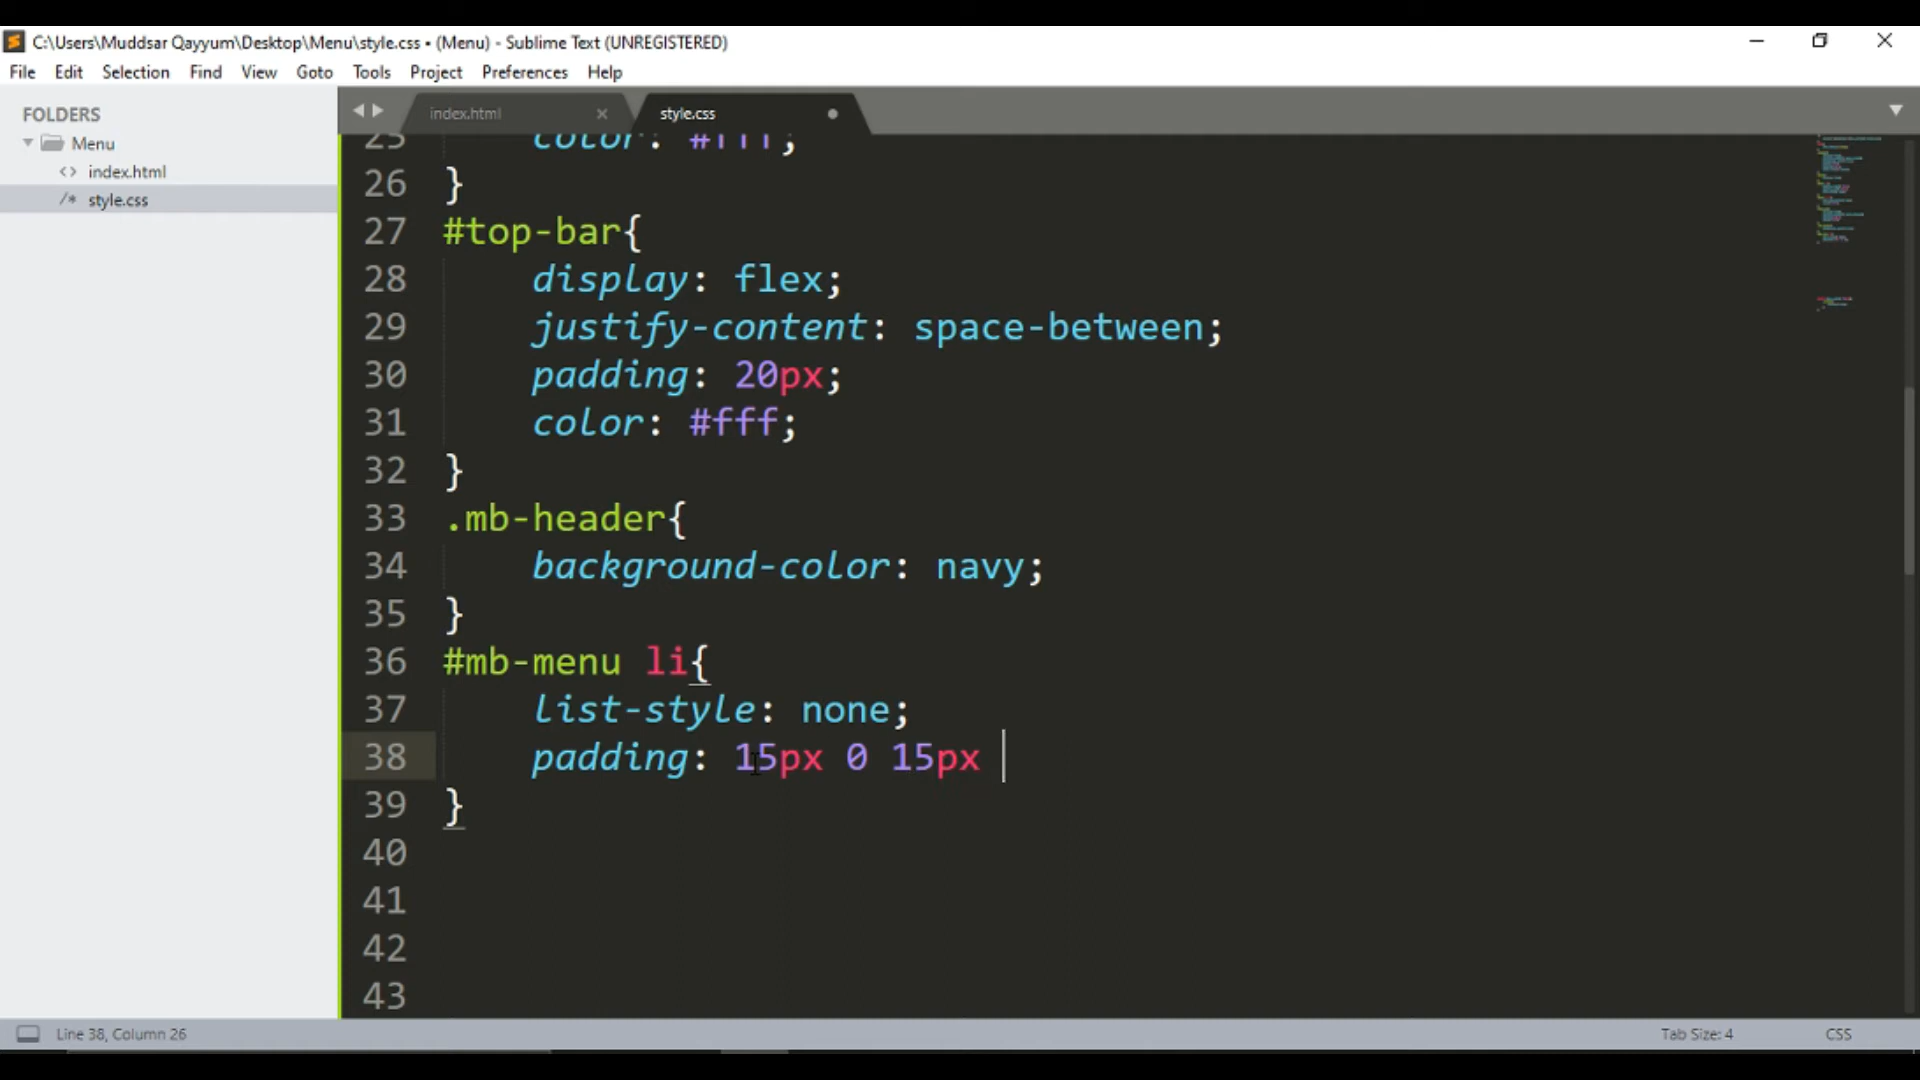 C:\Users\Muddsar Qayyum\Desktop\Menu\style.css • (Menu) - Sublime Text (UNREGISTERED)
File Edit Selection Find View Goto Tools Project Preferences Help
FOLDERS
Menu
<> index.html
/* style.css
index.html × style.css
25 color: #fff;
26 }
27 #top-bar{
28 display: flex;
29 justify-content: space-between;
30 padding: 20px;
31 color: #fff;
32 }
33 .mb-header{
34 background-color: navy;
35 }
36 #mb-menu li{
37 list-style: none;
38 padding: 15px 0 15px
39 }
40
41
42
43
Line 38, Column 26 Tab Size: 4 CSS